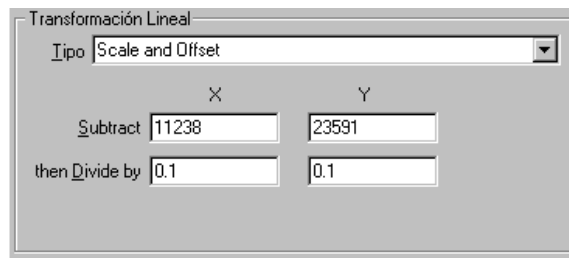 Transformación Lineal
Tipo Scale and Offset
X Y
Subtract 11238 23591
then Divide by 0.1 0.1